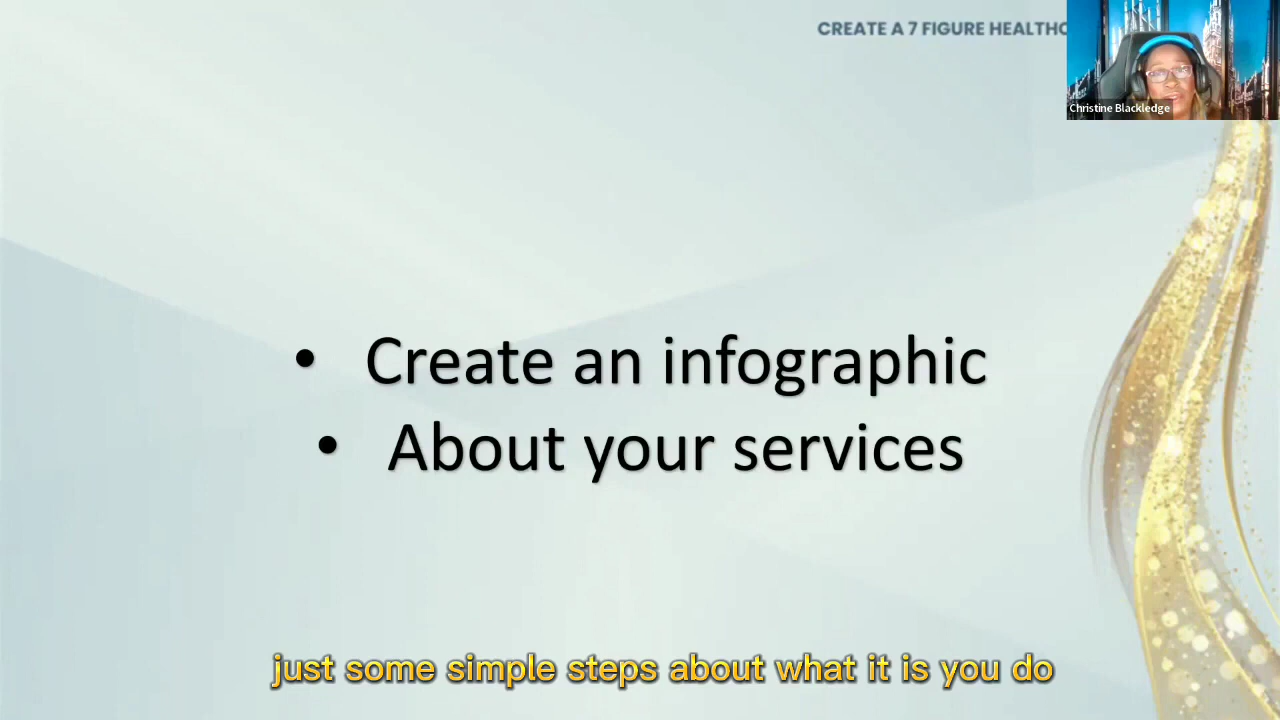 CREATE A 7 FIGURE
Christine Blackledge
• Create an infographic
• About your services
just some simple steps about what it is you do